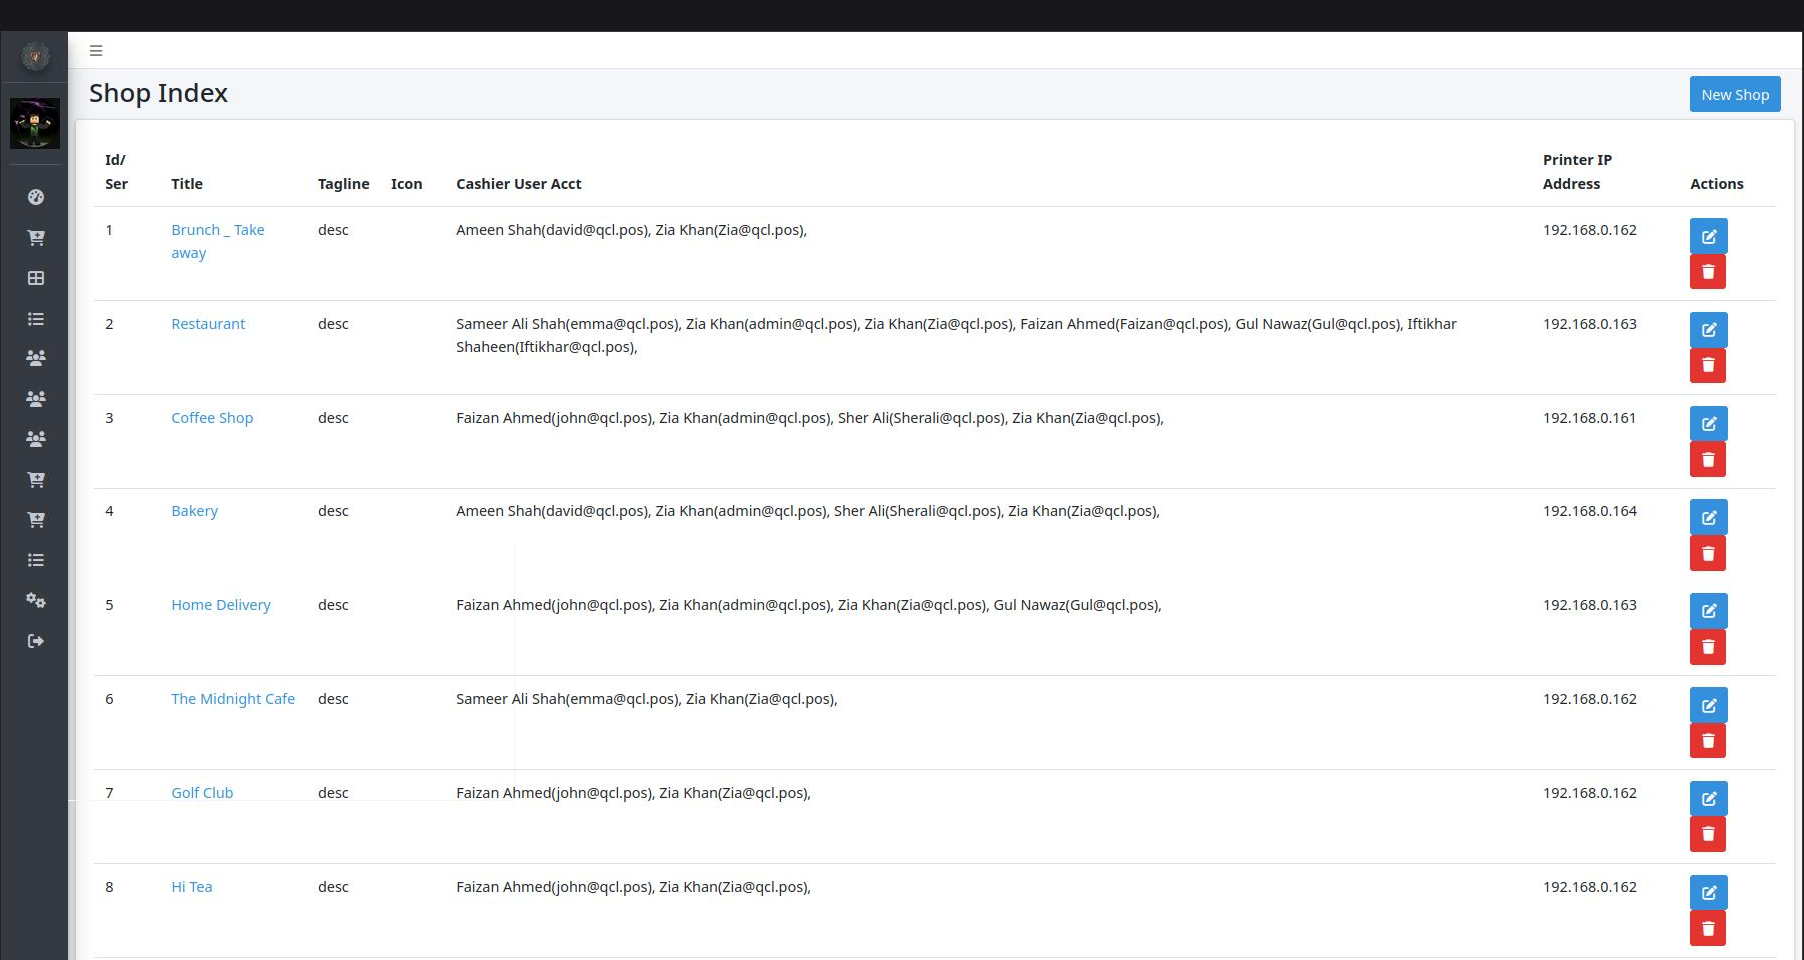 Shop Index
New Shop
Id/
Ser
Title
Tagline
Icon
Cashier User Acct
Printer IP
Address
Actions
1
Brunch _ Take
away
desc
Ameen Shah(david@qcl.pos), Zia Khan(Zia@qcl.pos),
192.168.0.162
2
Restaurant
desc
Sameer Ali Shah(emma@qcl.pos), Zia Khan(admin@qcl.pos), Zia Khan(Zia@qcl.pos), Faizan Ahmed(Faizan@qcl.pos), Gul Nawaz(Gul@qcl.pos), Iftikhar
Shaheen(Iftikhar@qcl.pos),
192.168.0.163
3
Coffee Shop
desc
Faizan Ahmed(john@qcl.pos), Zia Khan(admin@qcl.pos), Sher Ali(Sherali@qcl.pos), Zia Khan(Zia@qcl.pos),
192.168.0.161
4
Bakery
desc
Ameen Shah(david@qcl.pos), Zia Khan(admin@qcl.pos), Sher Ali(Sherali@qcl.pos), Zia Khan(Zia@qcl.pos),
192.168.0.164
5
Home Delivery
desc
Faizan Ahmed(john@qcl.pos), Zia Khan(admin@qcl.pos), Zia Khan(Zia@qcl.pos), Gul Nawaz(Gul@qcl.pos),
192.168.0.163
6
The Midnight Cafe
desc
Sameer Ali Shah(emma@qcl.pos), Zia Khan(Zia@qcl.pos),
192.168.0.162
7
Golf Club
desc
Faizan Ahmed(john@qcl.pos), Zia Khan(Zia@qcl.pos),
192.168.0.162
8
Hi Tea
desc
Faizan Ahmed(john@qcl.pos), Zia Khan(Zia@qcl.pos),
192.168.0.162